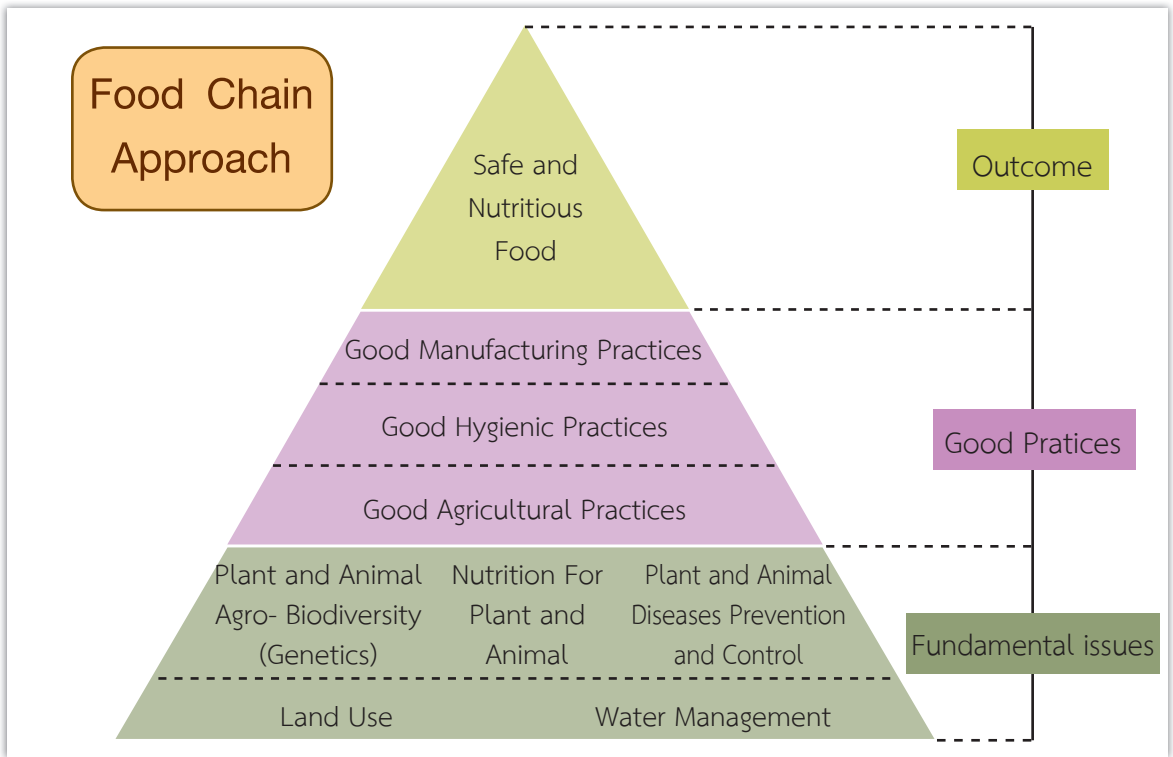 Food Chain
Approach
Safe and
Nutritious
Food
Outcome
Good Manufacturing Practices
Good Hygienic Practices
Good Agricultural Practices
Good Pratices
Plant and Animal
Agro- Biodiversity
(Genetics)
Nutrition For
Plant and
Animal
Plant and Animal
Diseases Prevention
and Control
Land Use
Water Management
Fundamental issues